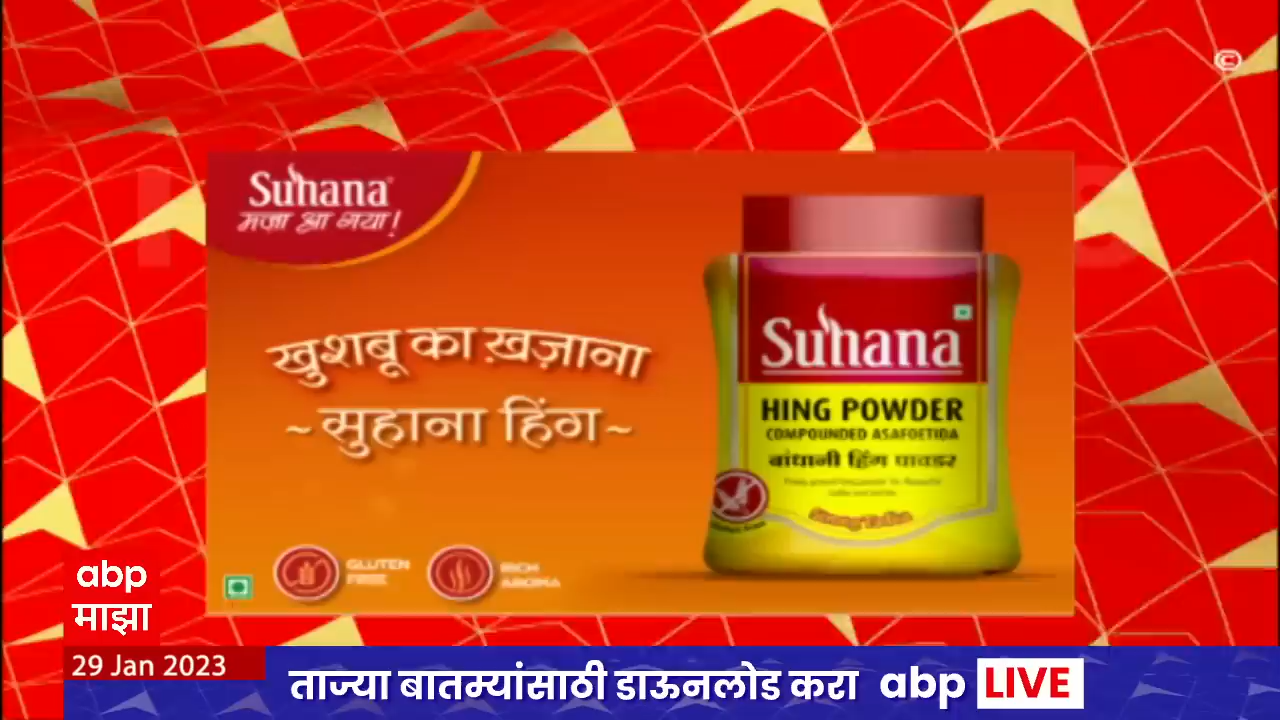 ©
Suhana
मज़ा आ गया!
खुशबू का ख़ज़ाना
~सुहाना हिंग~
GLUTEN
FREE
RICH
AROMA
Suhana
HING POWDER
COMPOUNDED ASAFOETIDA
बांधानी हिंग पावडर
abp
माझा
29 Jan 2023
ताज्या बातम्यांसाठी डाऊनलोड करा abp LIVE